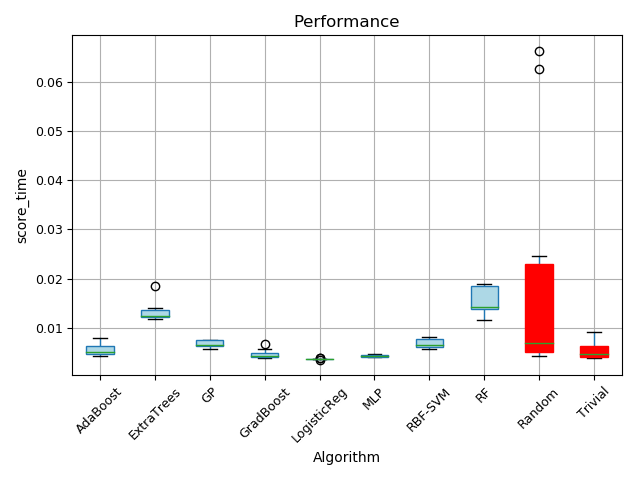 Performance
score_time
0.06
0.05
0.04
0.03
0.02
0.01
AdaBoost
ExtraTrees
GP
GradBoost
LogisticReg
MLP
RBF-SVM
RF
Random
Trivial
Algorithm